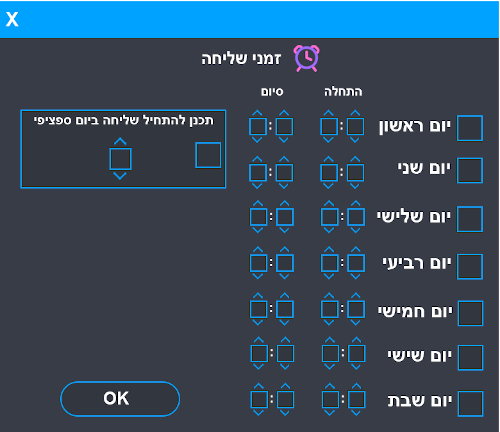 X
זמני שליחה
התחלה סיום
תכנן להתחיל שליחה ביום ספציפי
יום ראשון : :
יום שני : :
יום שלישי : :
יום רביעי : :
יום חמישי : :
יום שישי : :
יום שבת : :
OK